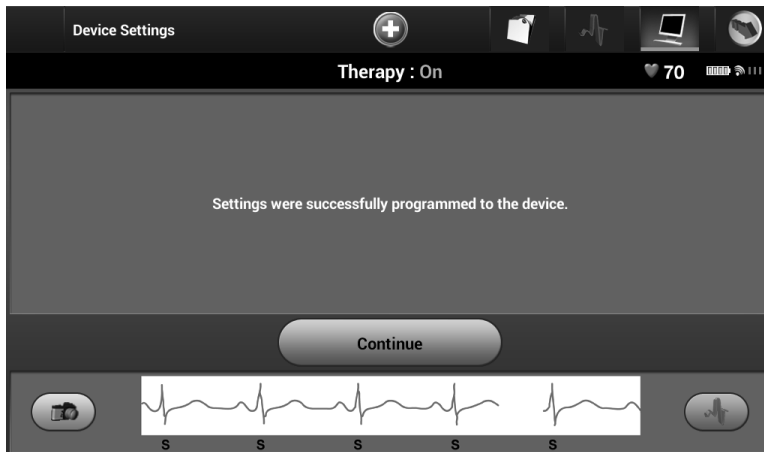 Device Settings
Therapy : On
70
Settings were successfully programmed to the device.
Continue
S S S S S